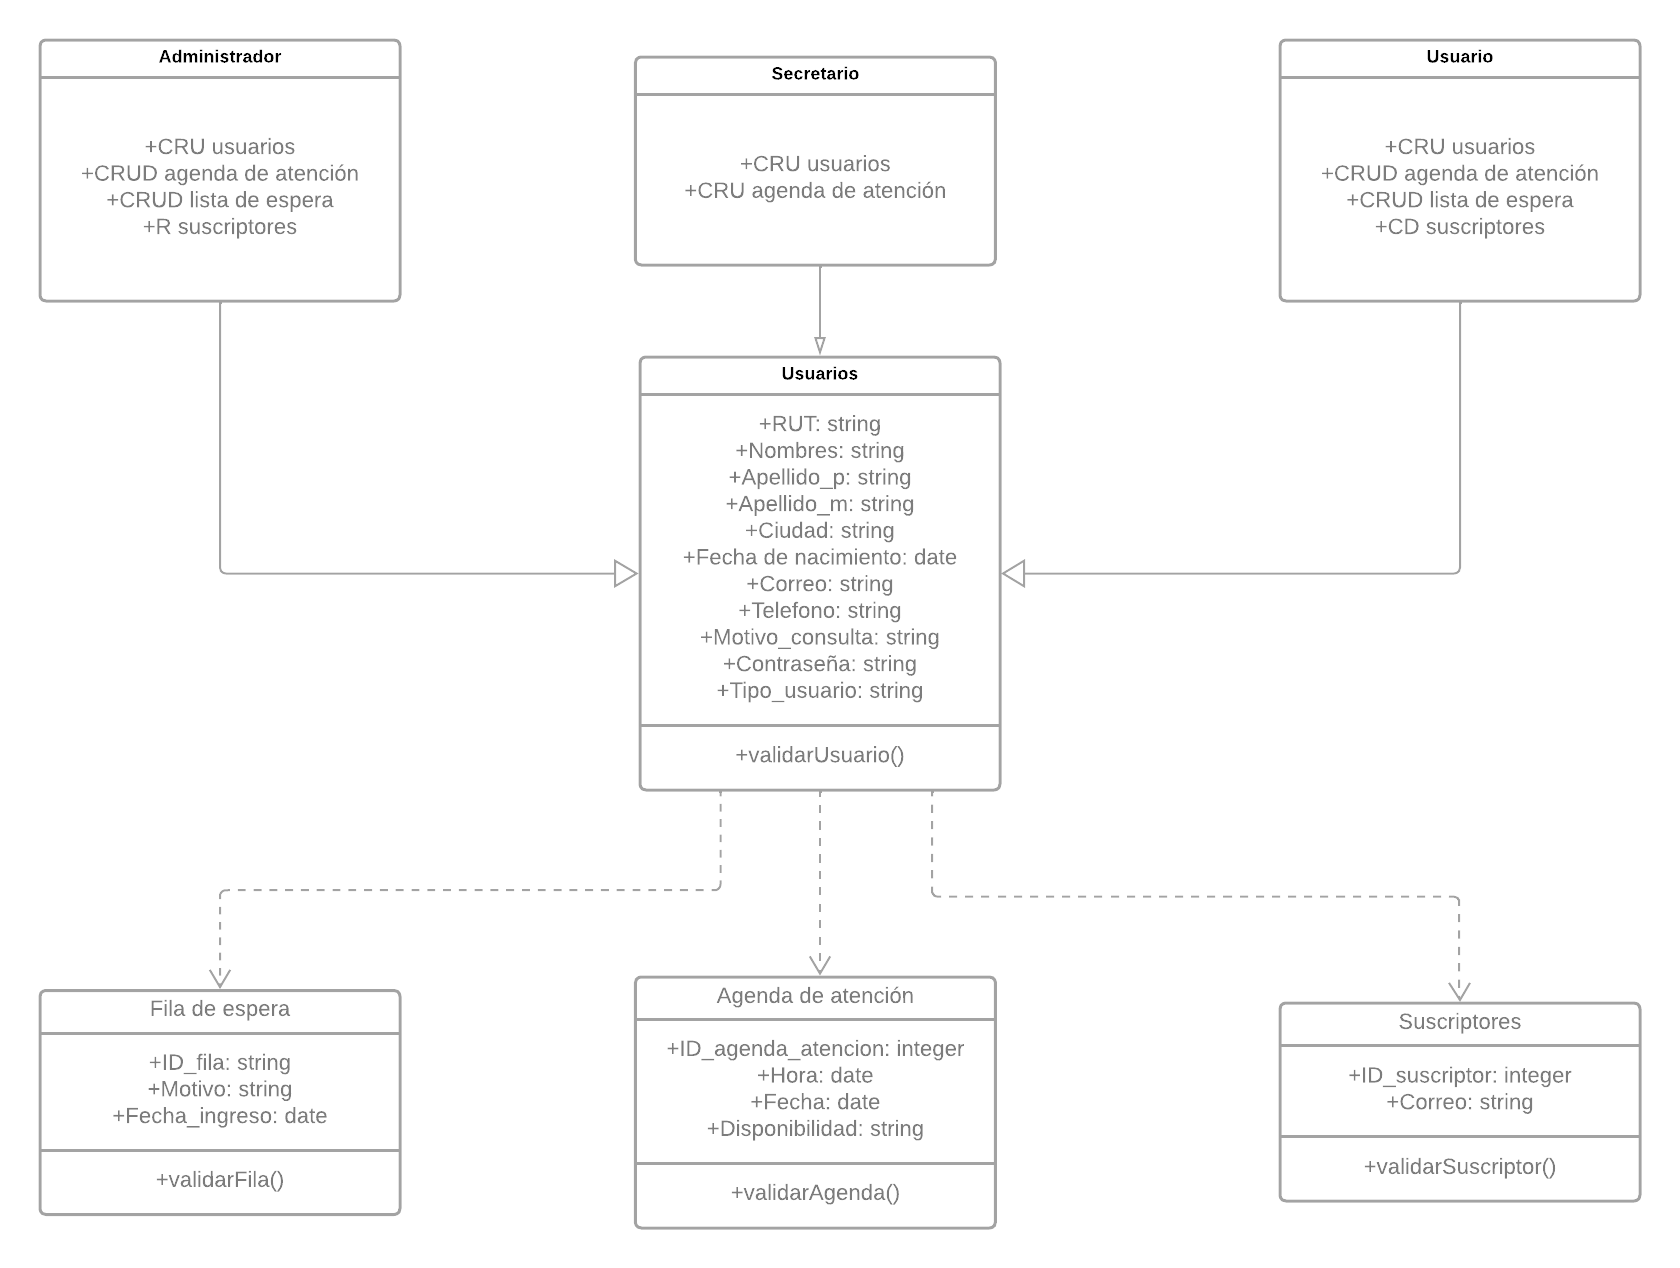 Administrador
+CRU usuarios
+CRUD agenda de atención
+CRUD lista de espera
+R suscriptores
Secretario
+CRU usuarios
+CRU agenda de atención
Usuario
+CRU usuarios
+CRUD agenda de atención
+CRUD lista de espera
+CD suscriptores
Usuarios
+RUT: string
+Nombres: string
+Apellido_p: string
+Apellido_m: string
+Ciudad: string
+Fecha de nacimiento: date
+Correo: string
+Telefono: string
+Motivo_consulta: string
+Contraseña: string
+Tipo_usuario: string
+validarUsuario()
Fila de espera
+ID_fila: string
+Motivo: string
+Fecha_ingreso: date
+validarFila()
Agenda de atención
+ID_agenda_atencion: integer
+Hora: date
+Fecha: date
+Disponibilidad: string
+validarAgenda()
Suscriptores
+ID_suscriptor: integer
+Correo: string
+validarSuscriptor()